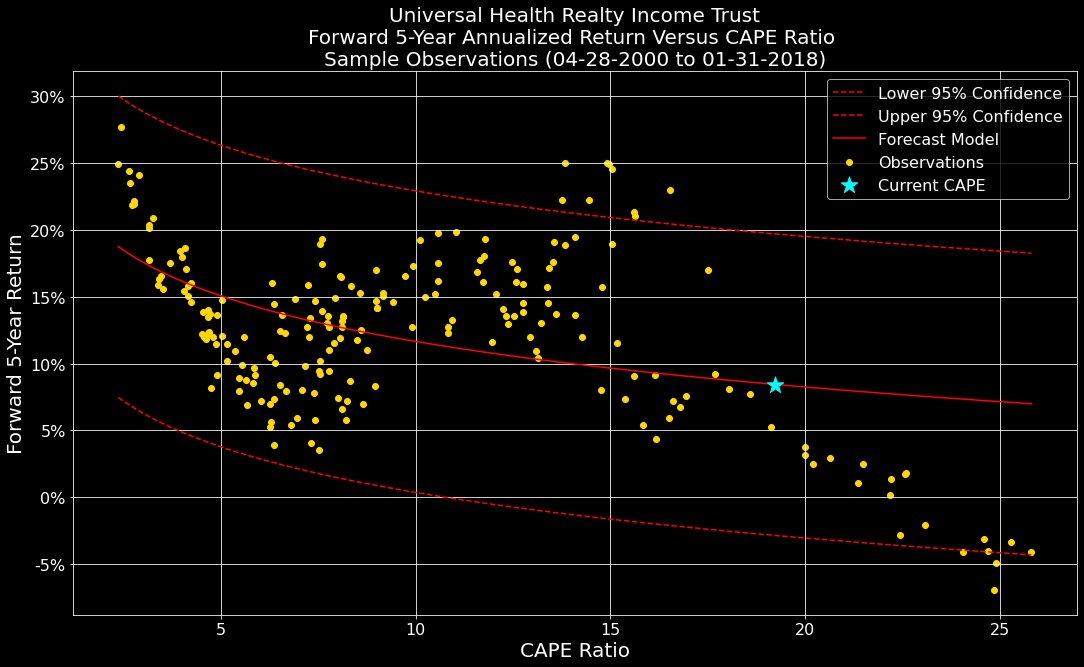 Universal Health Realty Income Trust
Forward 5-Year Annualized Return Versus CAPE Ratio
Sample Observations (04-28-2000 to 01-31-2018)
Lower 95% Confidence
Upper 95% Confidence
Forecast Model
Observations
Current CAPE
Forward 5-Year Return
30%
25%
20%
15%
10%
5%
0%
-5%
5 10 15 20 25
CAPE Ratio